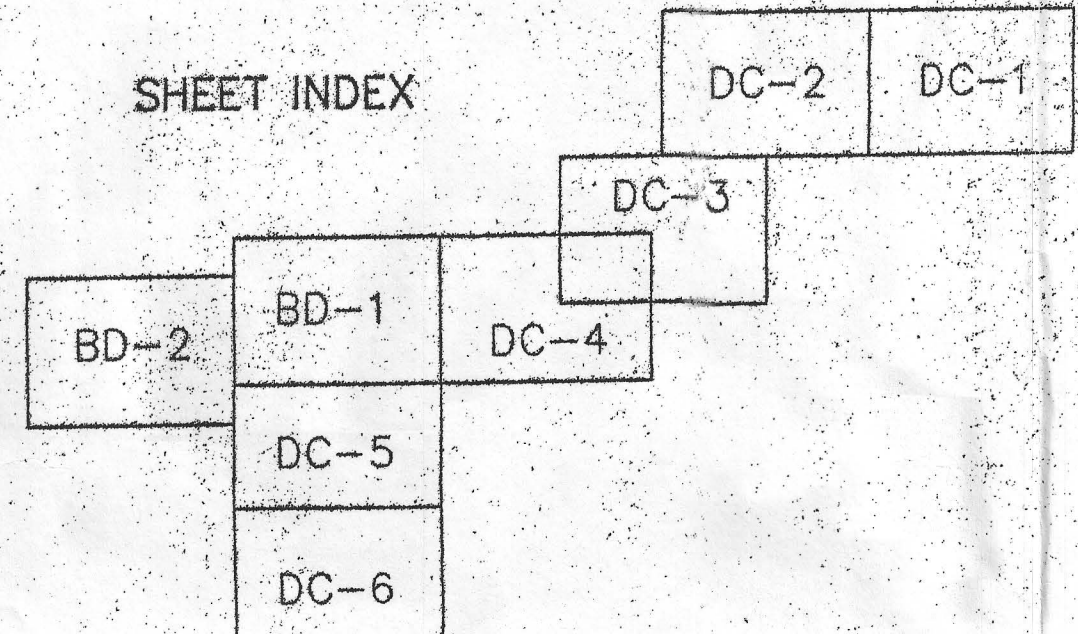 SHEET INDEX
DC-2
DC-1
DC-3
BD-1
BD-2
DC-4
DC-5
DC-6